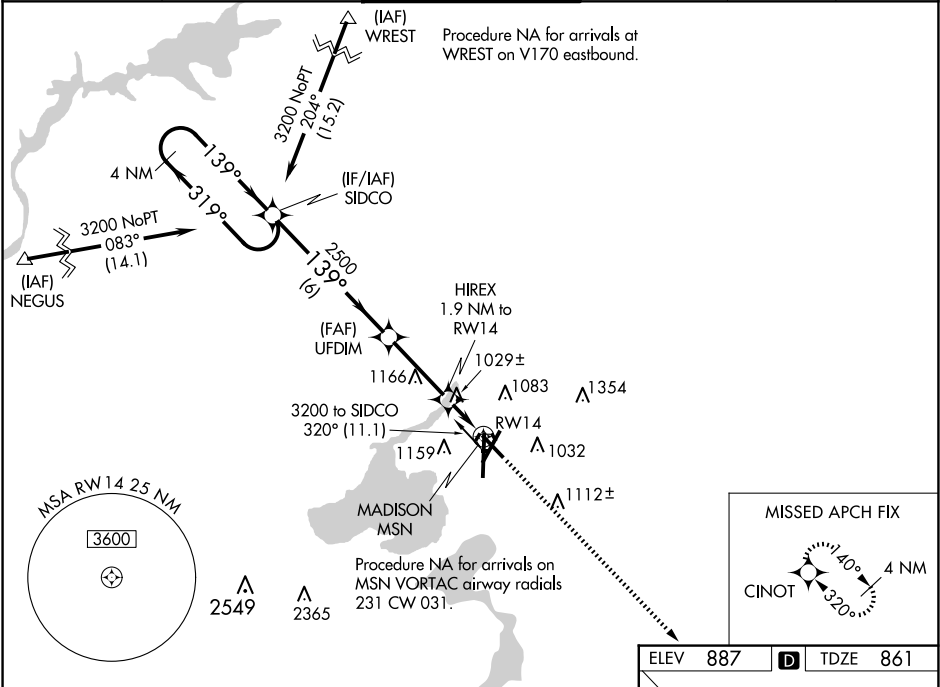 (IAF)
WREST
Procedure NA for arrivals at
WREST on V170 eastbound.
3200 NoPT
204°
(15.2)
139°
4 NM
319°
(IF/IAF)
SIDCO
3200 NoPT
083°
(14.1)
(IAF)
NEGUS
2500
139°
(6)
HIREX
1.9 NM to
RW14
(FAF)
UFDIM
1029±
1166
1083
1354
3200 to SIDCO
320° (11.1)
RW14
1159
1032
MADISON
MSN
1112±
MSA RW14 25 NM
3600
2549
2365
Procedure NA for arrivals on
MSN VORTAC airway radials
231 CW 031.
MISSED APCH FIX
140°
4 NM
CINOT
320°
ELEV 887 D TDZE 861